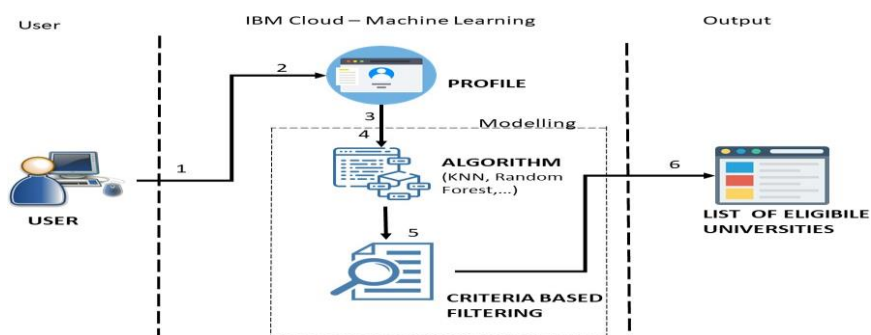 User
IBM Cloud – Machine Learning
Output
2
PROFILE
3
Modelling
4
1
ALGORITHM
(KNN, Random
Forest,...)
6
USER
5
LIST OF ELIGIBILE
UNIVERSITIES
CRITERIA BASED
FILTERING